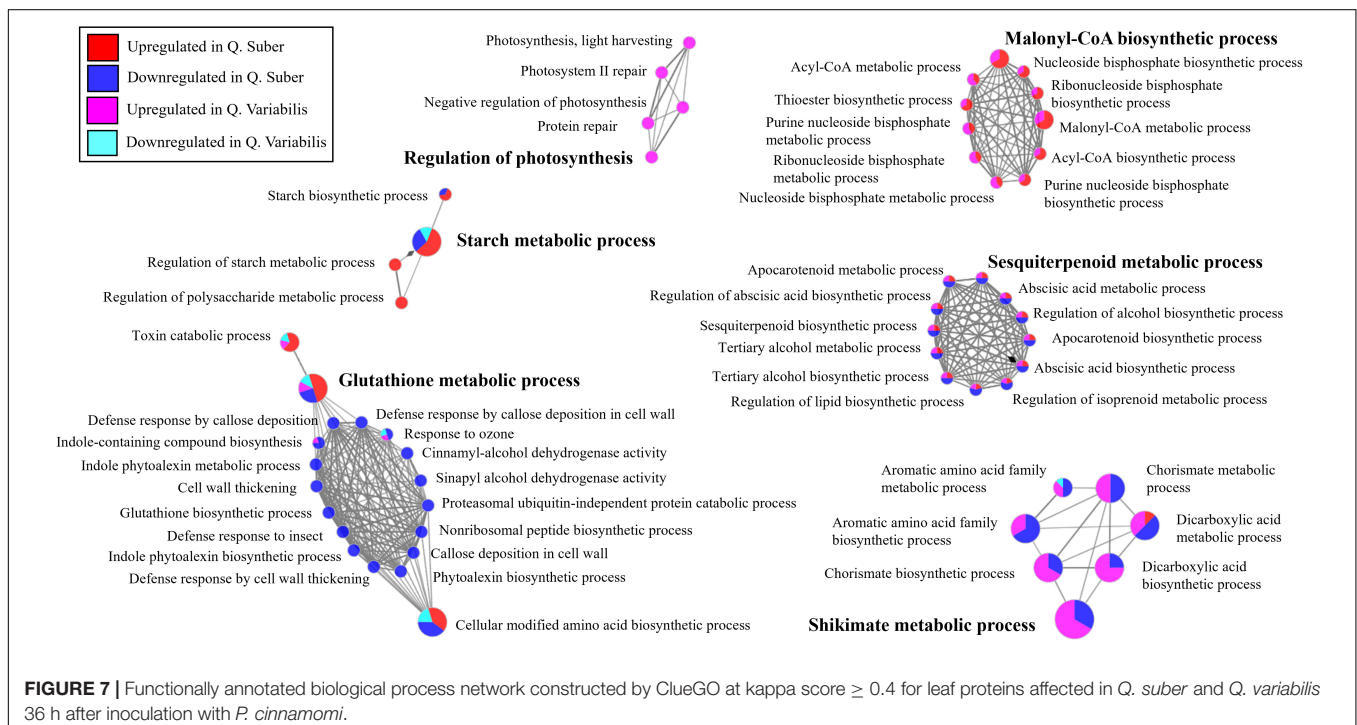 Upregulated in Q. Suber
Downregulated in Q. Suber
Upregulated in Q. Variabilis
Downregulated in Q. Variabilis
Photosynthesis, light harvesting
Photosystem II repair
Negative regulation of photosynthesis
Protein repair
Regulation of photosynthesis
Malonyl-CoA biosynthetic process
Acyl-CoA metabolic process
Nucleoside bisphosphate biosynthetic process
Thioester biosynthetic process
Ribonucleoside bisphosphate
biosynthetic process
Purine nucleoside bisphosphate
metabolic process
Malonyl-CoA metabolic process
Ribonucleoside bisphosphate
metabolic process
Acyl-CoA biosynthetic process
Nucleoside bisphosphate metabolic process
Purine nucleoside bisphosphate
biosynthetic process
Starch biosynthetic process
Starch metabolic process
Regulation of starch metabolic process
Regulation of polysaccharide metabolic process
Sesquiterpenoid metabolic process
Apocarotenoid metabolic process
Abscisic acid metabolic process
Regulation of abscisic acid biosynthetic process
Regulation of alcohol biosynthetic process
Sesquiterpenoid biosynthetic process
Apocarotenoid biosynthetic process
Tertiary alcohol metabolic process
Abscisic acid biosynthetic process
Tertiary alcohol biosynthetic process
Regulation of isoprenoid metabolic process
Regulation of lipid biosynthetic process
Toxin catabolic process
Glutathione metabolic process
Defense response by callose deposition
Defense response by callose deposition in cell wall
Indole-containing compound biosynthesis
Response to ozone
Indole phytoalexin metabolic process
Cinnamyl-alcohol dehydrogenase activity
Cell wall thickening
Sinapyl alcohol dehydrogenase activity
Glutathione biosynthetic process
Proteasomal ubiquitin-independent protein catabolic process
Defense response to insect
Nonribosomal peptide biosynthetic process
Indole phytoalexin biosynthetic process
Callose deposition in cell wall
Defense response by cell wall thickening
Phytoalexin biosynthetic process
Cellular modified amino acid biosynthetic process
Aromatic amino acid family
metabolic process
Chorismate metabolic
process
Aromatic amino acid family
biosynthetic process
Dicarboxylic acid
metabolic process
Chorismate biosynthetic process
Dicarboxylic acid
biosynthetic process
Shikimate metabolic process
FIGURE 7 | Functionally annotated biological process network constructed by ClueGO at kappa score ≥ 0.4 for leaf proteins affected in Q. suber and Q. variabilis
36 h after inoculation with P. cinnamomi.